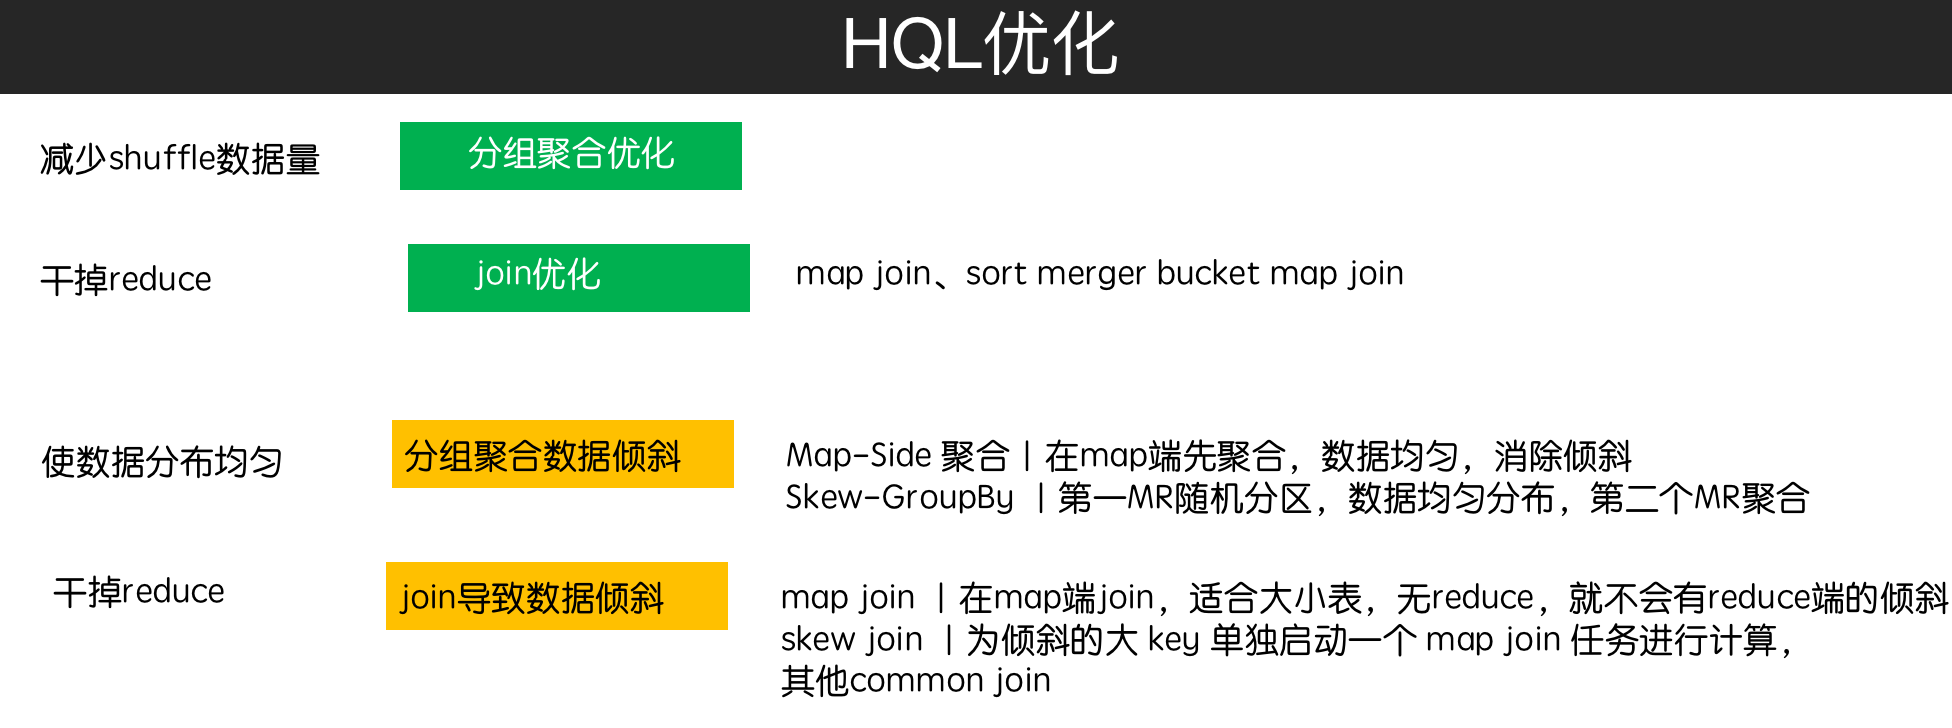 HQL优化
减少shuffle数据量
分组聚合优化
干掉reduce
join优化
map join、sort merger bucket map join
使数据分布均匀
分组聚合数据倾斜
Map-Side 聚合 | 在map端先聚合，数据均匀，消除倾斜
Skew-GroupBy | 第一MR随机分区，数据均匀分布，第二个MR聚合
干掉reduce
join导致数据倾斜
map join | 在map端join，适合大小表，无reduce，就不会有reduce端的倾斜
skew join | 为倾斜的大 key 单独启动一个 map join 任务进行计算，
其他common join